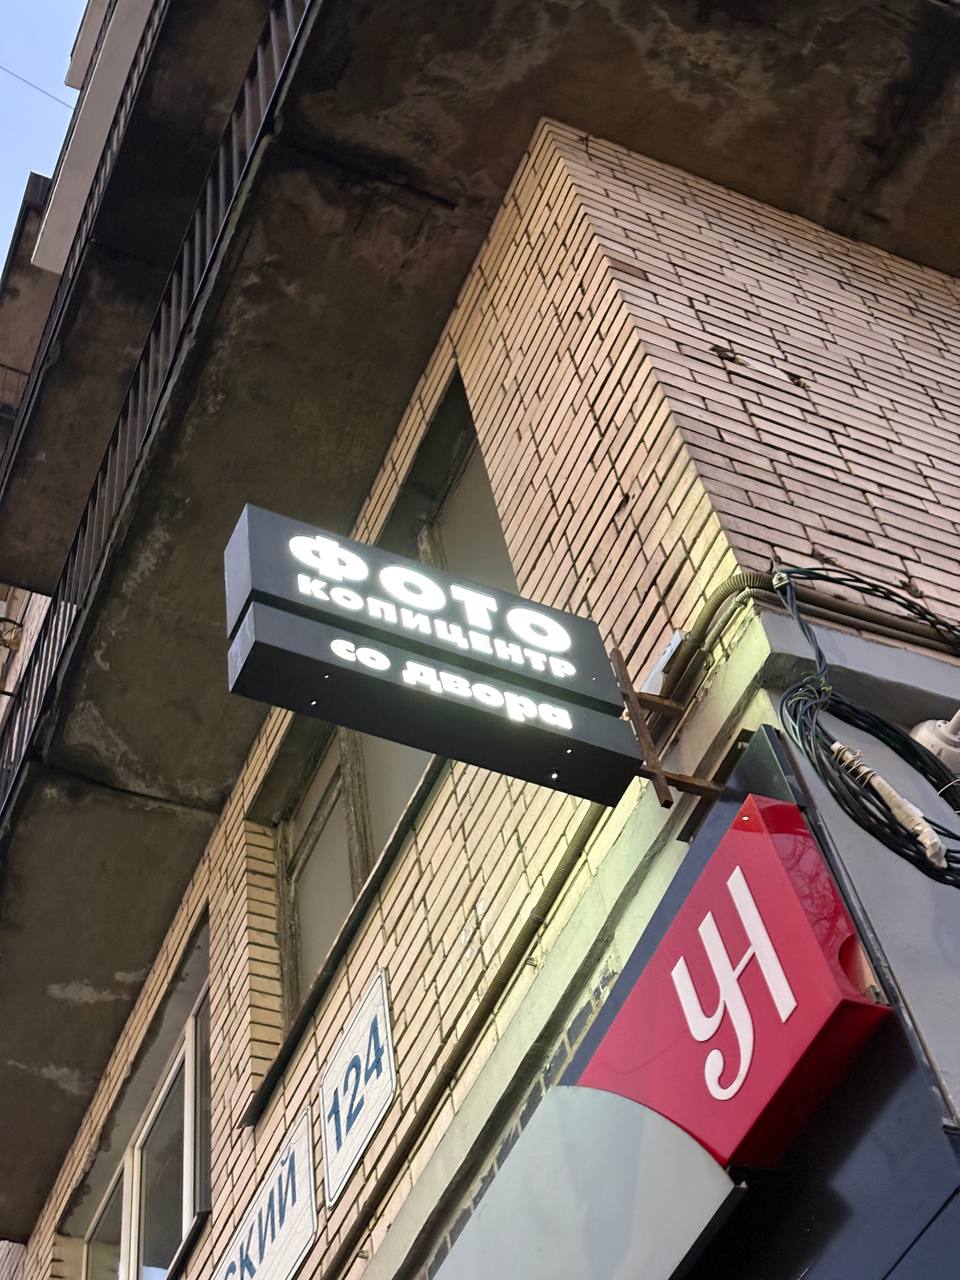 ФОТО
КОПИЦЕНТР
со двора
УН
124
ский